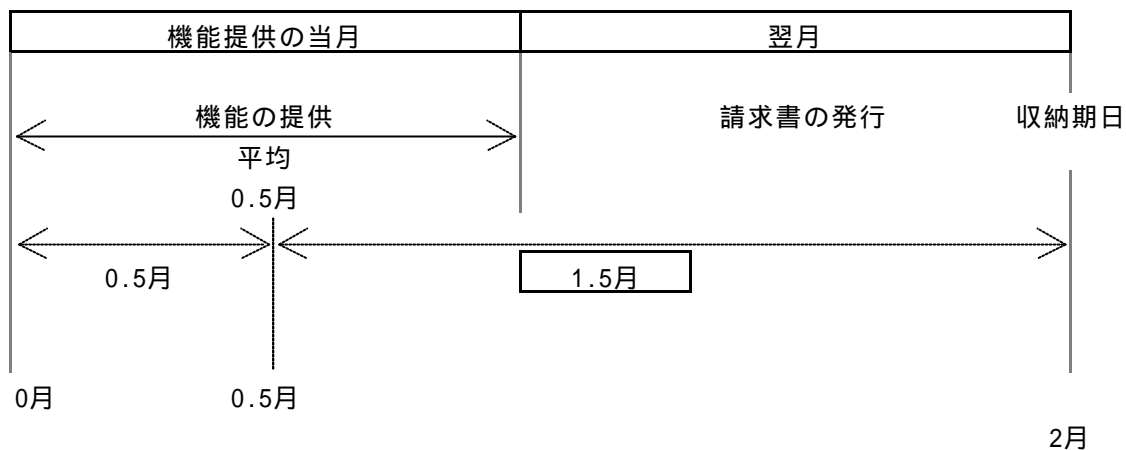 機能提供の当月 翌月
機能の提供 請求書の発行 収納期日
平均
0.5月
0.5月 1.5月
0月 0.5月
2月